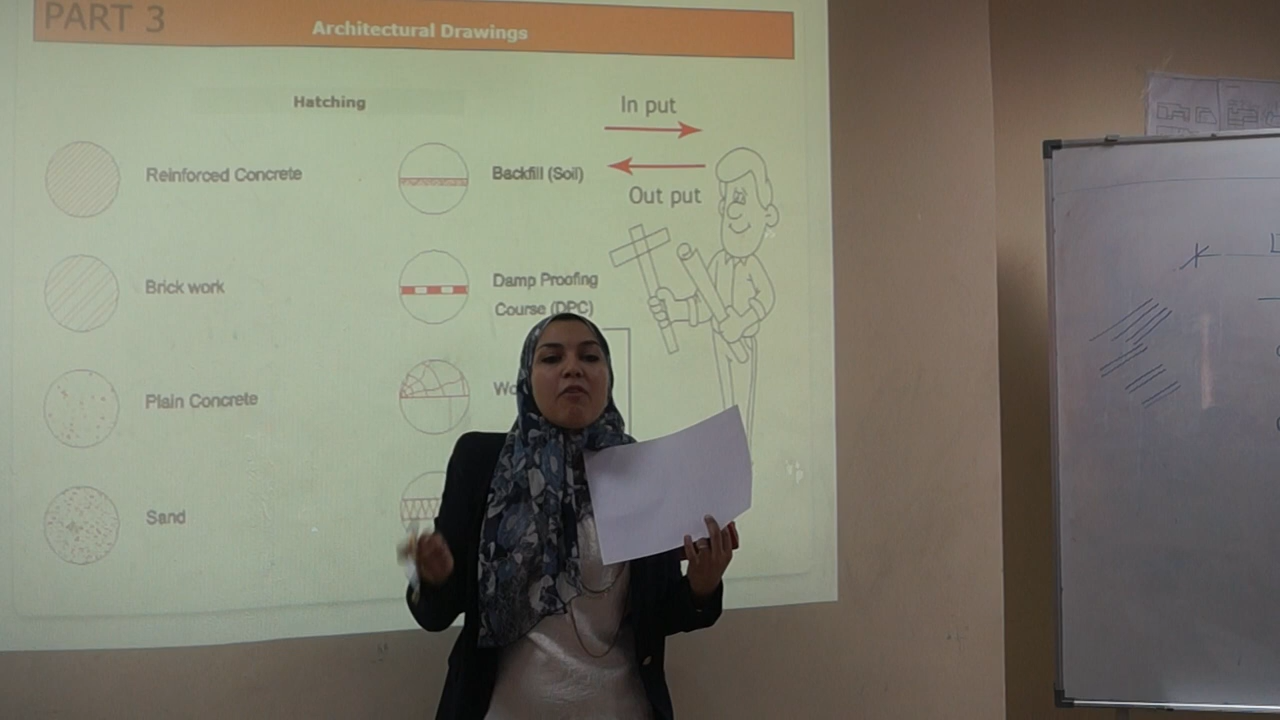 PART 3
Architectural Drawings
Hatching
In put
Out put
Reinforced Concrete
Brick work
Plain Concrete
Sand
Backfill (Soil)
Damp Proofing
Course (DPC)